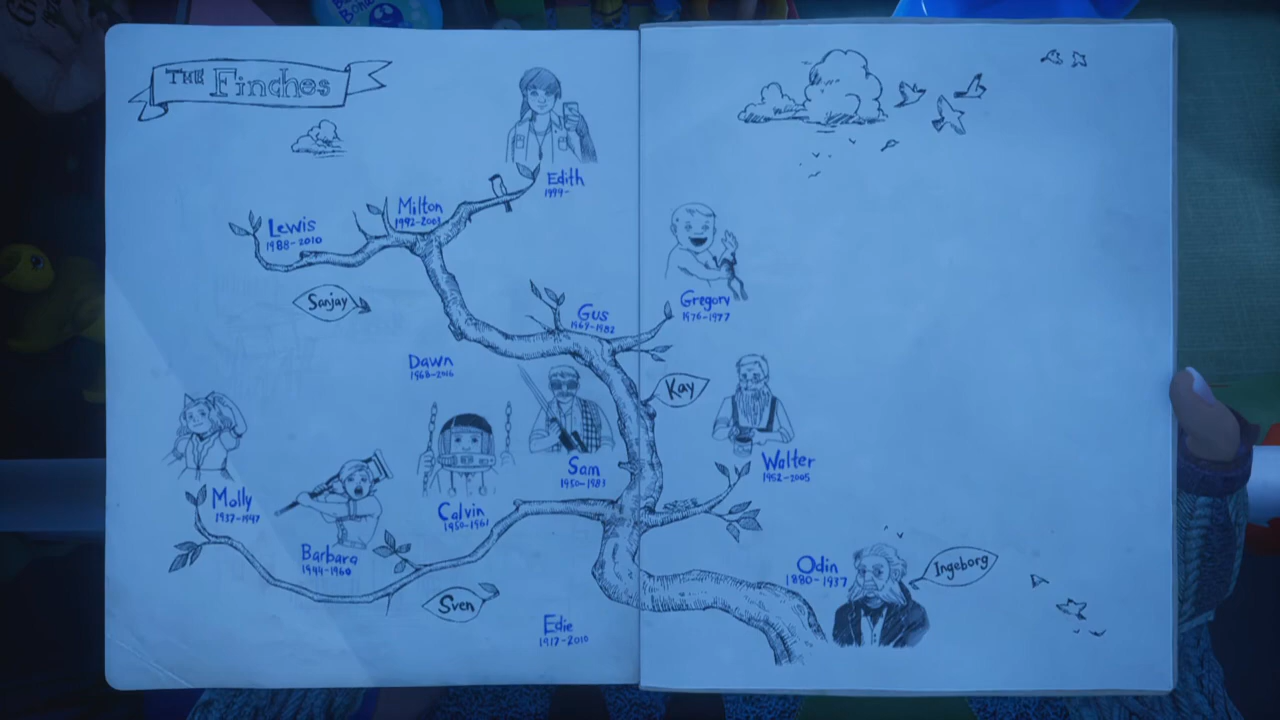 THE Finches
Edith
1999-
Milton
1992-2003
Lewis
1988-2010
Sanjay
Gus
1969-1982
Gregory
1976-1977
Dawn
1968-2016
Kay
Sam
1950-1983
Walter
1952-2005
Calvin
1950-1961
Molly
1937-1947
Barbara
1944-1960
Sven
Edie
1917-2010
Odin
1880-1937
Ingeborg